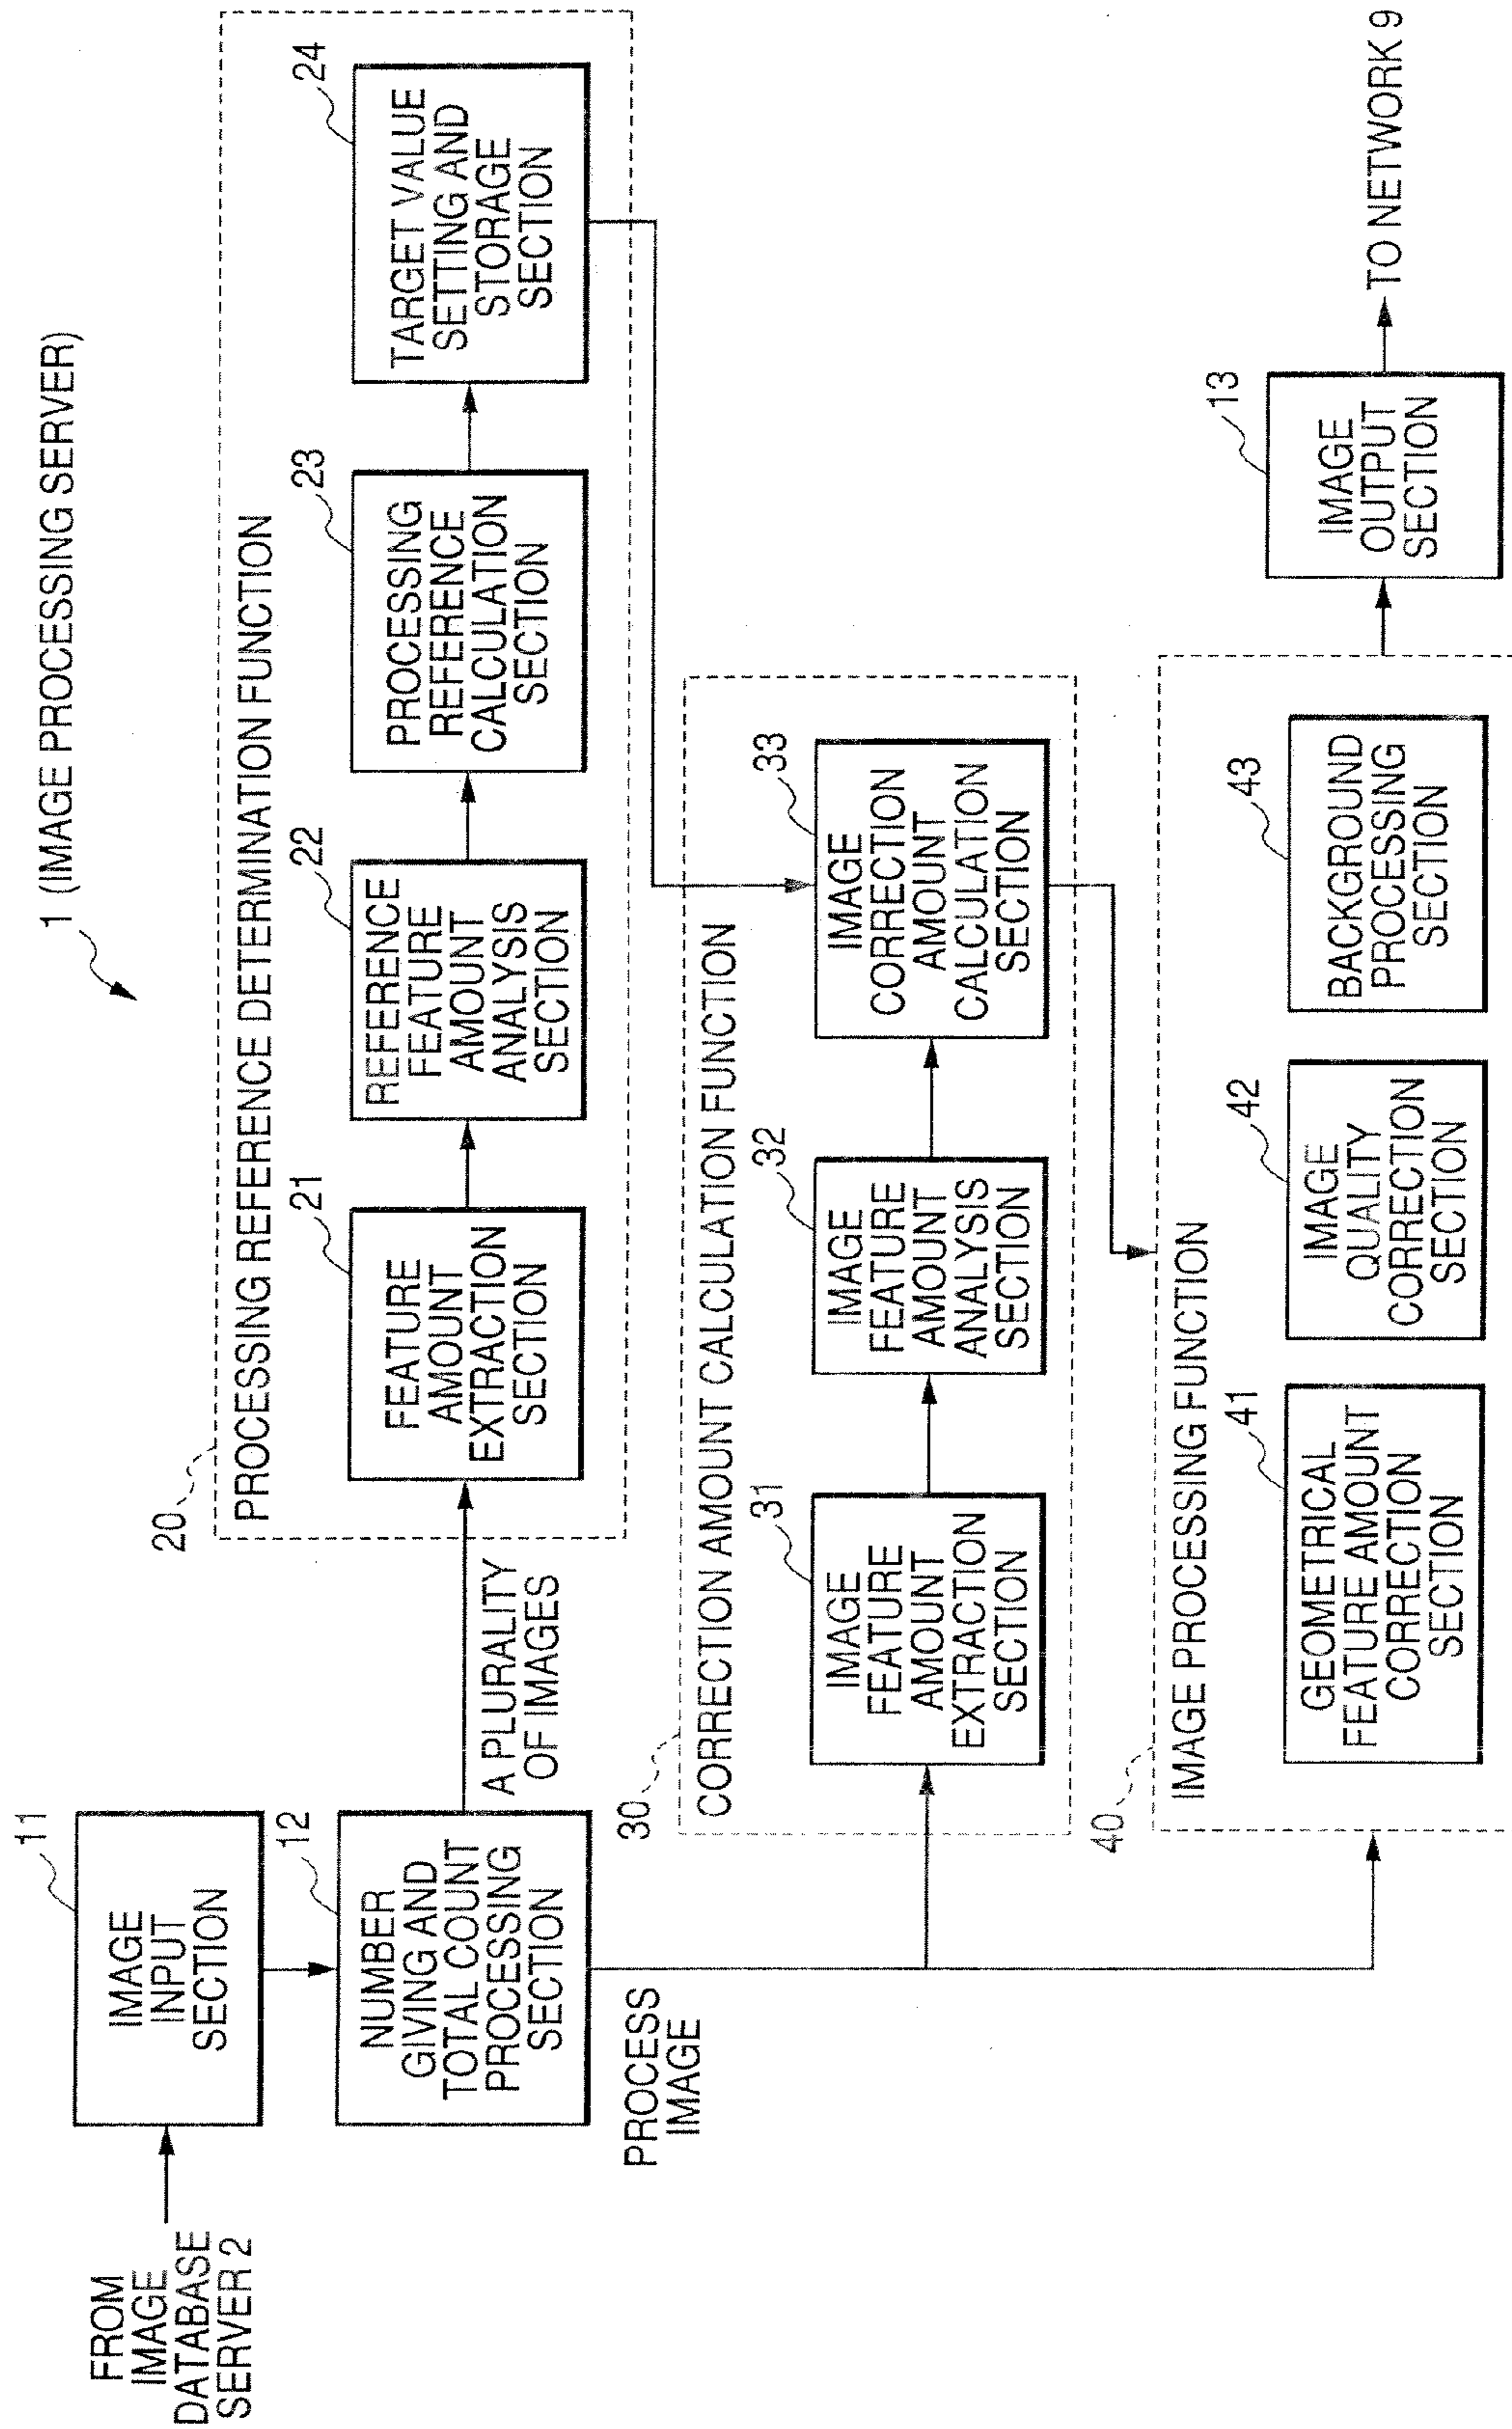 1 (IMAGE PROCESSING SERVER)
FROM
IMAGE
DATABASE
SERVER 2
11
IMAGE
INPUT
SECTION
12
NUMBER
GIVING AND
TOTAL COUNT
PROCESSING
SECTION
A PLURALITY
OF IMAGES
PROCESS
IMAGE
20
PROCESSING REFERENCE DETERMINATION FUNCTION
21
FEATURE
AMOUNT
EXTRACTION
SECTION
22
REFERENCE
FEATURE
AMOUNT
ANALYSIS
SECTION
23
PROCESSING
REFERENCE
CALCULATION
SECTION
24
TARGET VALUE
SETTING AND
STORAGE
SECTION
30
CORRECTION AMOUNT CALCULATION FUNCTION
31
IMAGE
FEATURE
AMOUNT
EXTRACTION
SECTION
32
IMAGE
FEATURE
AMOUNT
ANALYSIS
SECTION
33
IMAGE
CORRECTION
AMOUNT
CALCULATION
SECTION
40
IMAGE PROCESSING FUNCTION
41
GEOMETRICAL
FEATURE AMOUNT
CORRECTION
SECTION
42
IMAGE
QUALITY
CORRECTION
SECTION
43
BACKGROUND
PROCESSING
SECTION
13
IMAGE
OUTPUT
SECTION
TO NETWORK 9